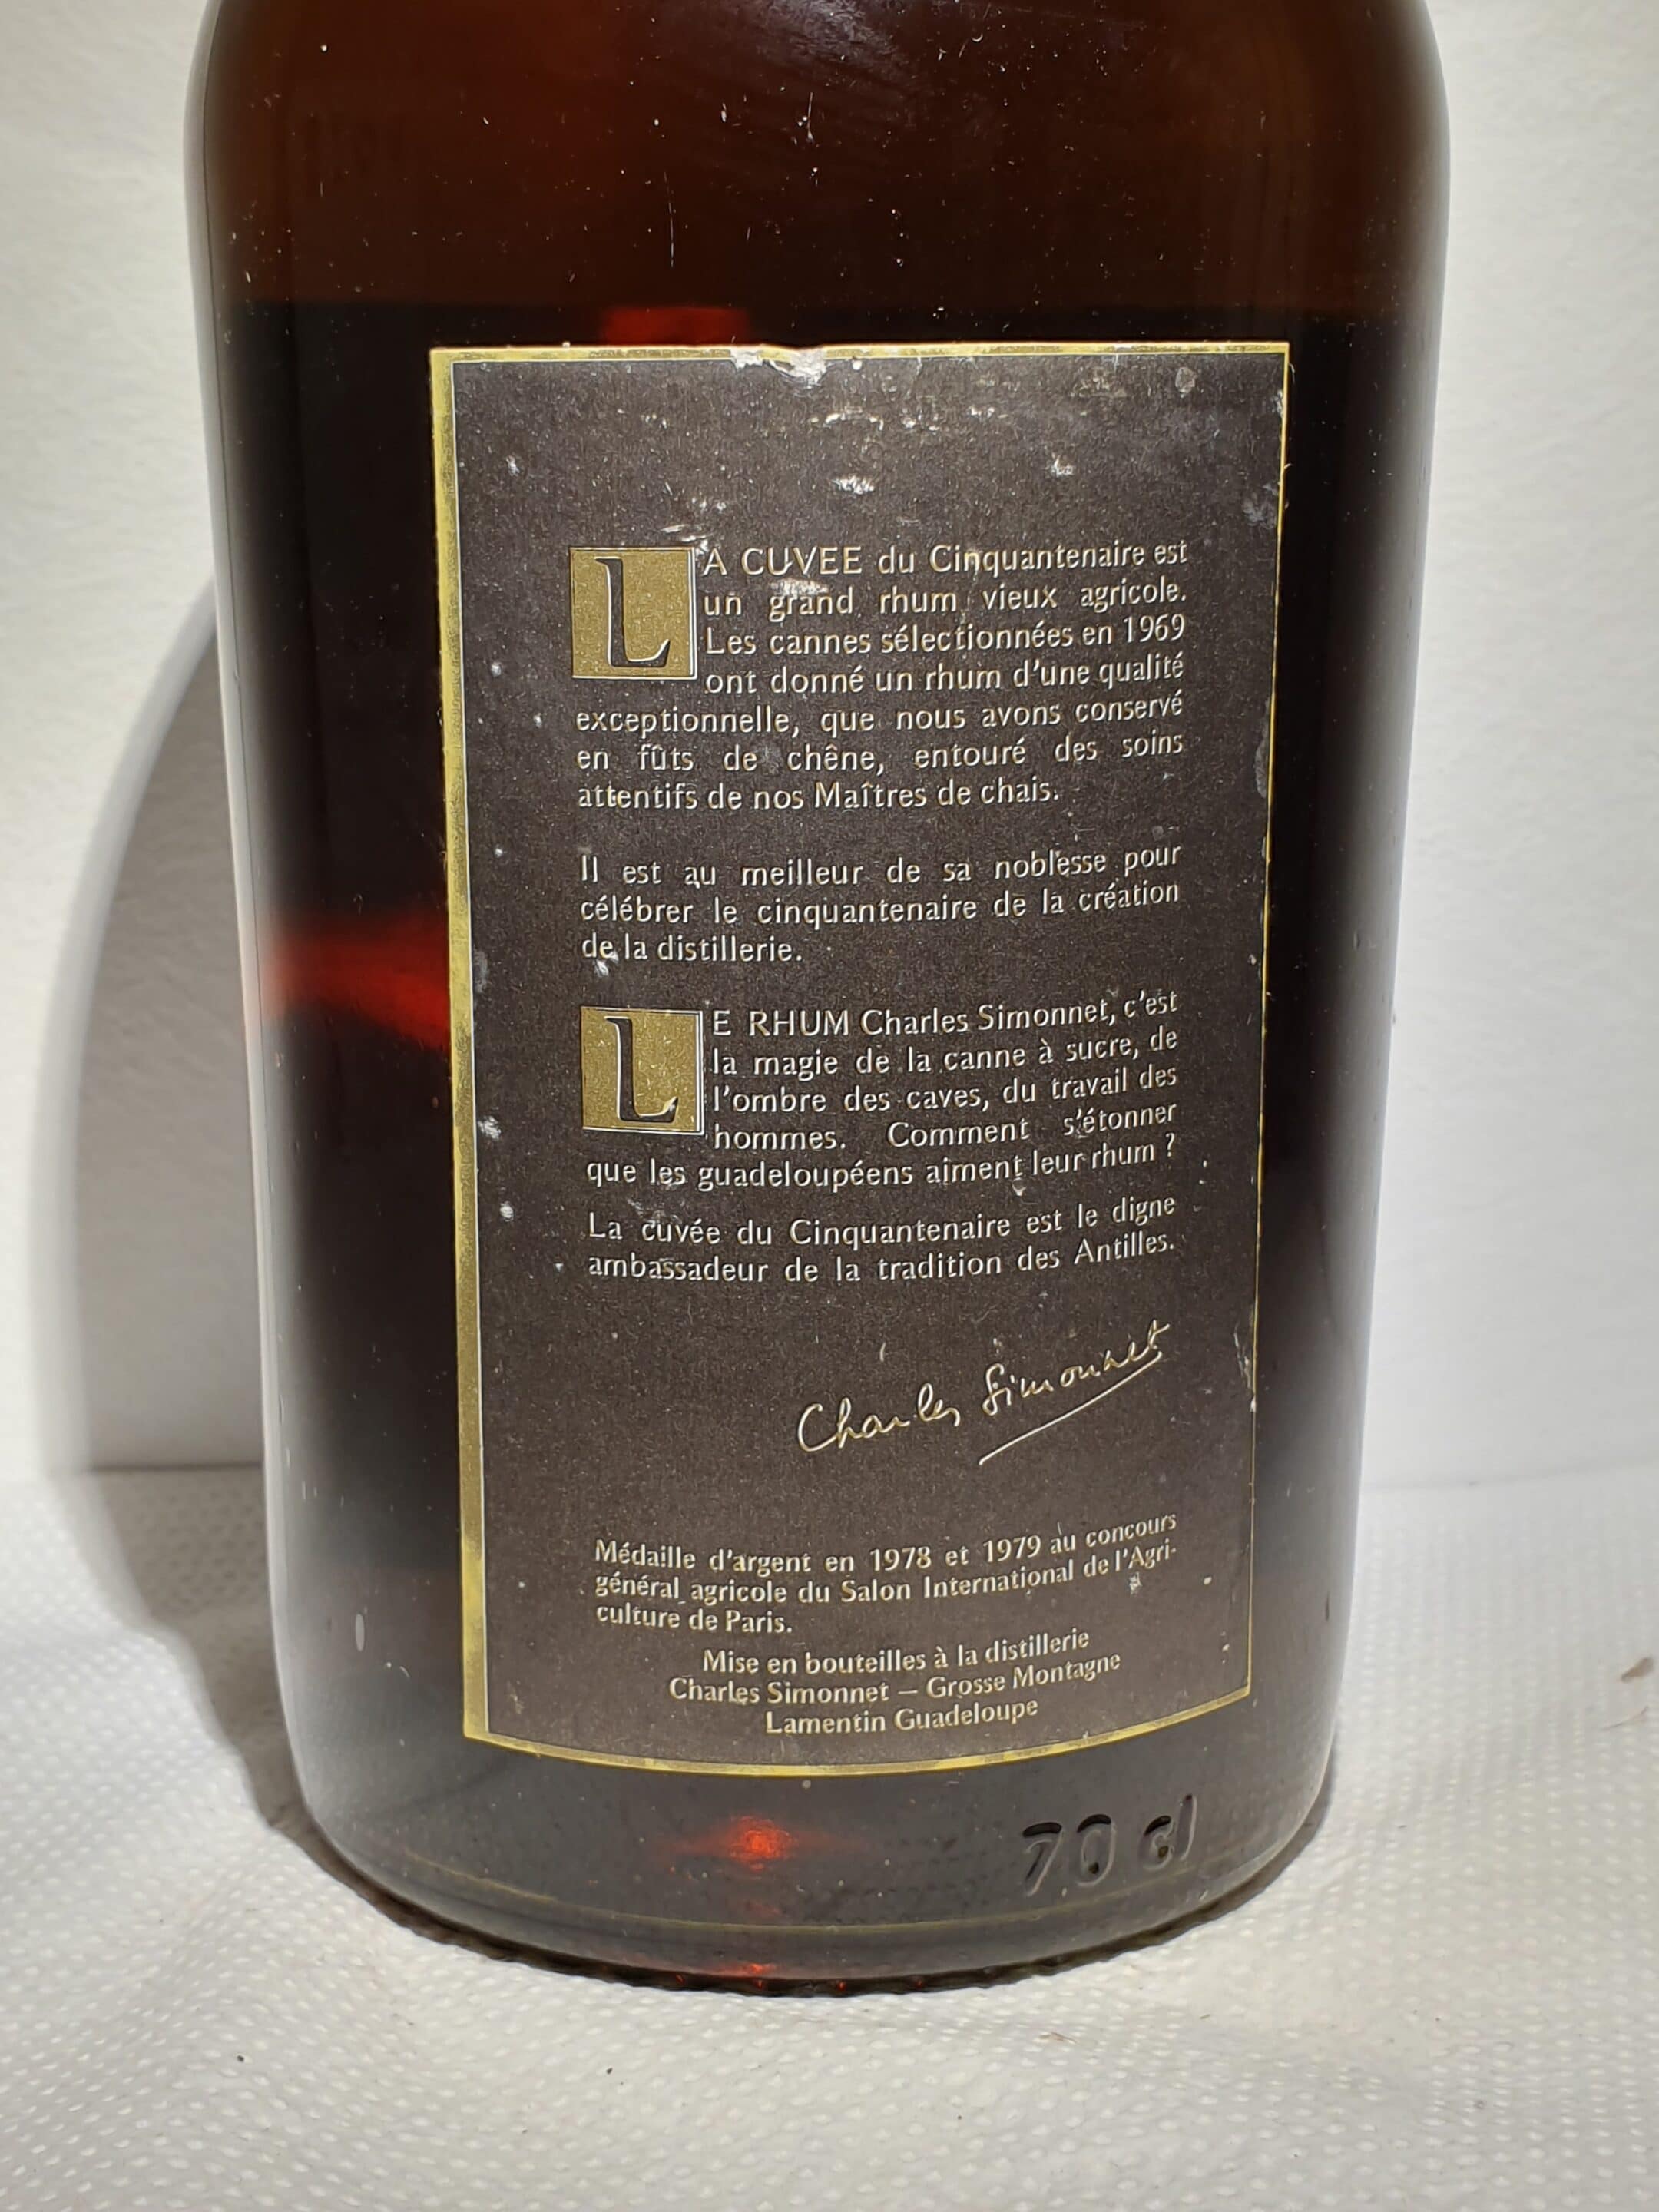 LA CUVEE du Cinquantenaire est
un grand rhum vieux agricole.
Les cannes sélectionnées en 1969
ont donné un rhum d'une qualité
exceptionnelle, que nous avons conservé
en fûts de chêne, entouré des soins
attentifs de nos Maîtres de chais.
Il est au meilleur de sa noblesse pour
célébrer le cinquantenaire de la création
de la distillerie.
LE RHUM Charles Simonnet, c'est
la magie de la canne à sucre, de
l'ombre des caves, du travail des
hommes. Comment s'étonner
que les guadeloupéens aiment leur rhum ?
La cuvée du Cinquantenaire est le digne
ambassadeur de la tradition des Antilles.
Charles Simonnet
Médaille d'argent en 1978 et 1979 au concours
général agricole du Salon International de l'Agri-
culture de Paris.
Mise en bouteilles à la distillerie
Charles Simonnet – Grosse Montagne
Lamentin Guadeloupe
70 cl